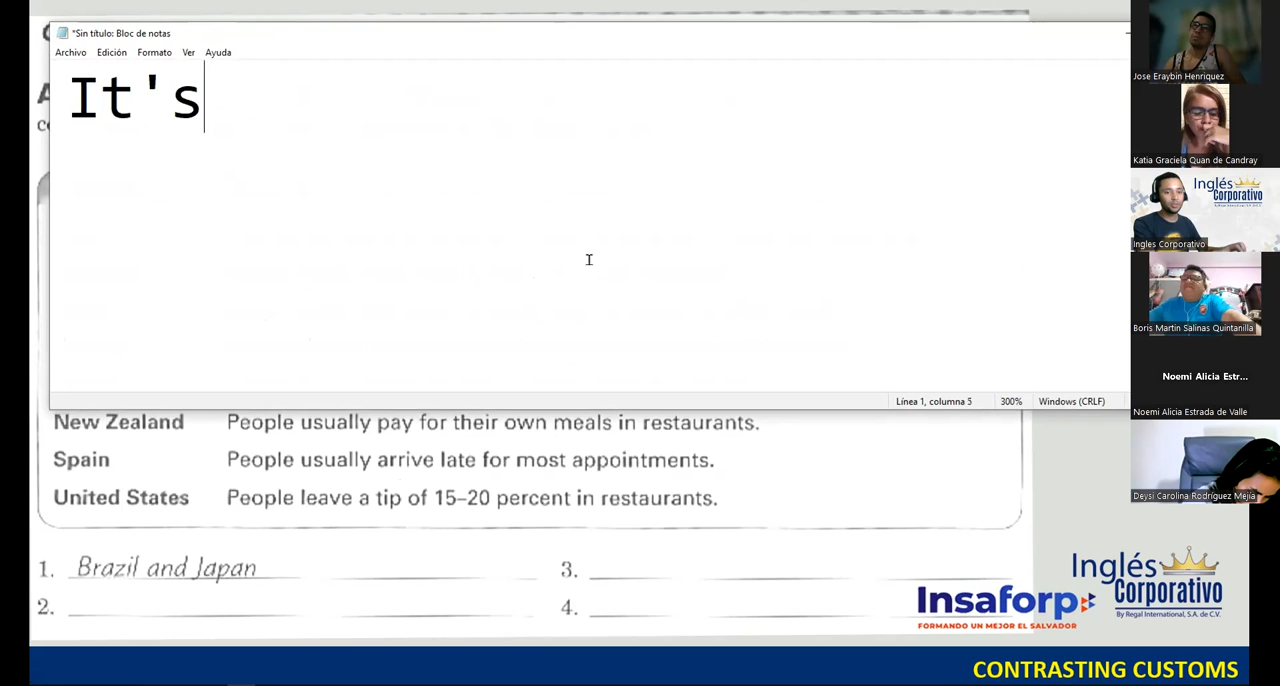 *Sin título: Bloc de notas
Archivo Edición Formato Ver Ayuda
It's
Línea 1, columna 5 300% Windows (CRLF)
New Zealand People usually pay for their own meals in restaurants.
Spain People usually arrive late for most appointments.
United States People leave a tip of 15–20 percent in restaurants.
1. Brazil and Japan 3.
2. 4.
Insaforp
FORMANDO UN MEJOR EL SALVADOR
Inglés
Corporativo
By Regal International, S.A. de C.V.
CONTRASTING CUSTOMS
Jose Eraybin Henriquez
Katia Graciela Quan de Candray
Inglés
Corporativo
Ingles Corporativo
Boris Martin Salinas Quintanilla
Noemi Alicia Estr...
Noemi Alicia Estrada de Valle
Deysi Carolina Rodríguez Mejía